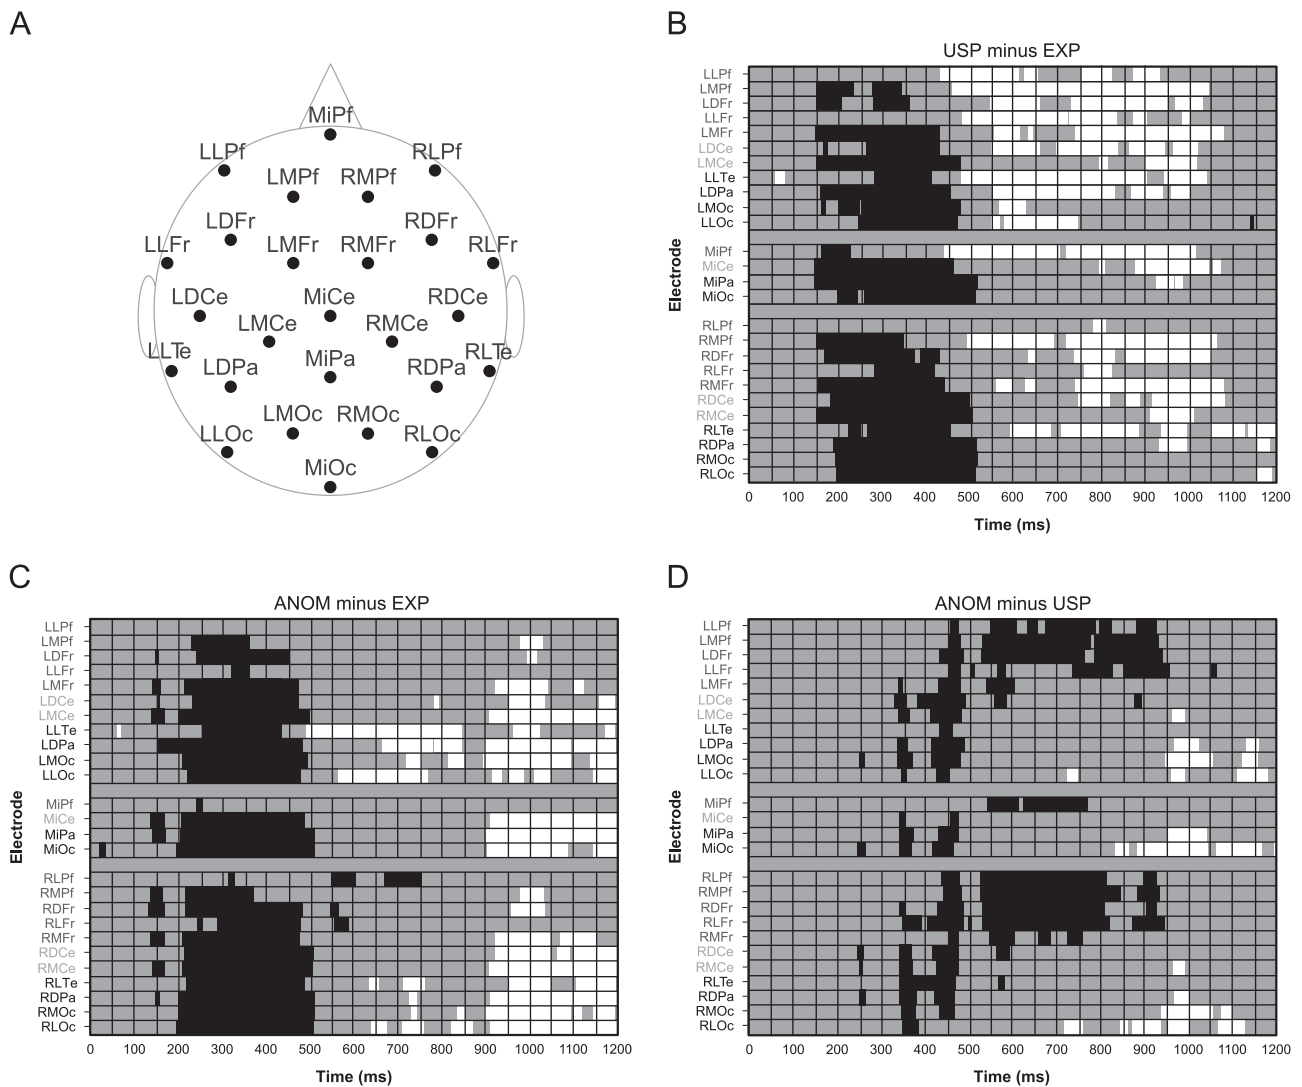 A
MiPf
LLPf
RLPf
LMPf RMPf
LDFr
RDFr
LLFr
LMFr RMFr
RLFr
LDCe
MiCe
RDCe
LMCe
RMCe
LLTe
MiPa
RLTe
LDPa
RDPa
LMOc RMOc
LLOc
RLOc
MiOc
B
USP minus EXP
Electrode
LLPf
LMPf
LDFr
LLFr
LMFr
LDCe
LMCe
LLTe
LDPa
LMOc
LLOc
MiPf
MiCe
MiPa
MiOc
RLPf
RMPf
RDFr
RLFr
RMFr
RDCe
RMCe
RLTe
RDPa
RMOc
RLOc
0 100 200 300 400 500 600 700 800 900 1000 1100 1200
Time (ms)
C
ANOM minus EXP
Electrode
LLPf
LMPf
LDFr
LLFr
LMFr
LDCe
LMCe
LLTe
LDPa
LMOc
LLOc
MiPf
MiCe
MiPa
MiOc
RLPf
RMPf
RDFr
RLFr
RMFr
RDCe
RMCe
RLTe
RDPa
RMOc
RLOc
0 100 200 300 400 500 600 700 800 900 1000 1100 1200
Time (ms)
D
ANOM minus USP
Electrode
LLPf
LMPf
LDFr
LLFr
LMFr
LDCe
LMCe
LLTe
LDPa
LMOc
LLOc
MiPf
MiCe
MiPa
MiOc
RLPf
RMPf
RDFr
RLFr
RMFr
RDCe
RMCe
RLTe
RDPa
RMOc
RLOc
0 100 200 300 400 500 600 700 800 900 1000 1100 1200
Time (ms)